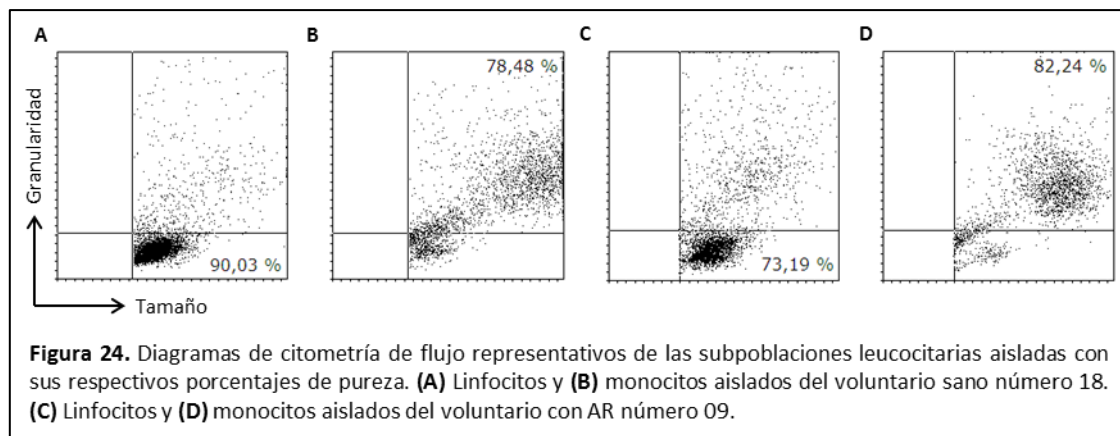 A
B
C
D
78,48 %
82,24 %
Granularidad
90,03 %
73,19 %
Tamaño
Figura 24. Diagramas de citometría de flujo representativos de las subpoblaciones leucocitarias aisladas con
sus respectivos porcentajes de pureza. (A) Linfocitos y (B) monocitos aislados del voluntario sano número 18.
(C) Linfocitos y (D) monocitos aislados del voluntario con AR número 09.